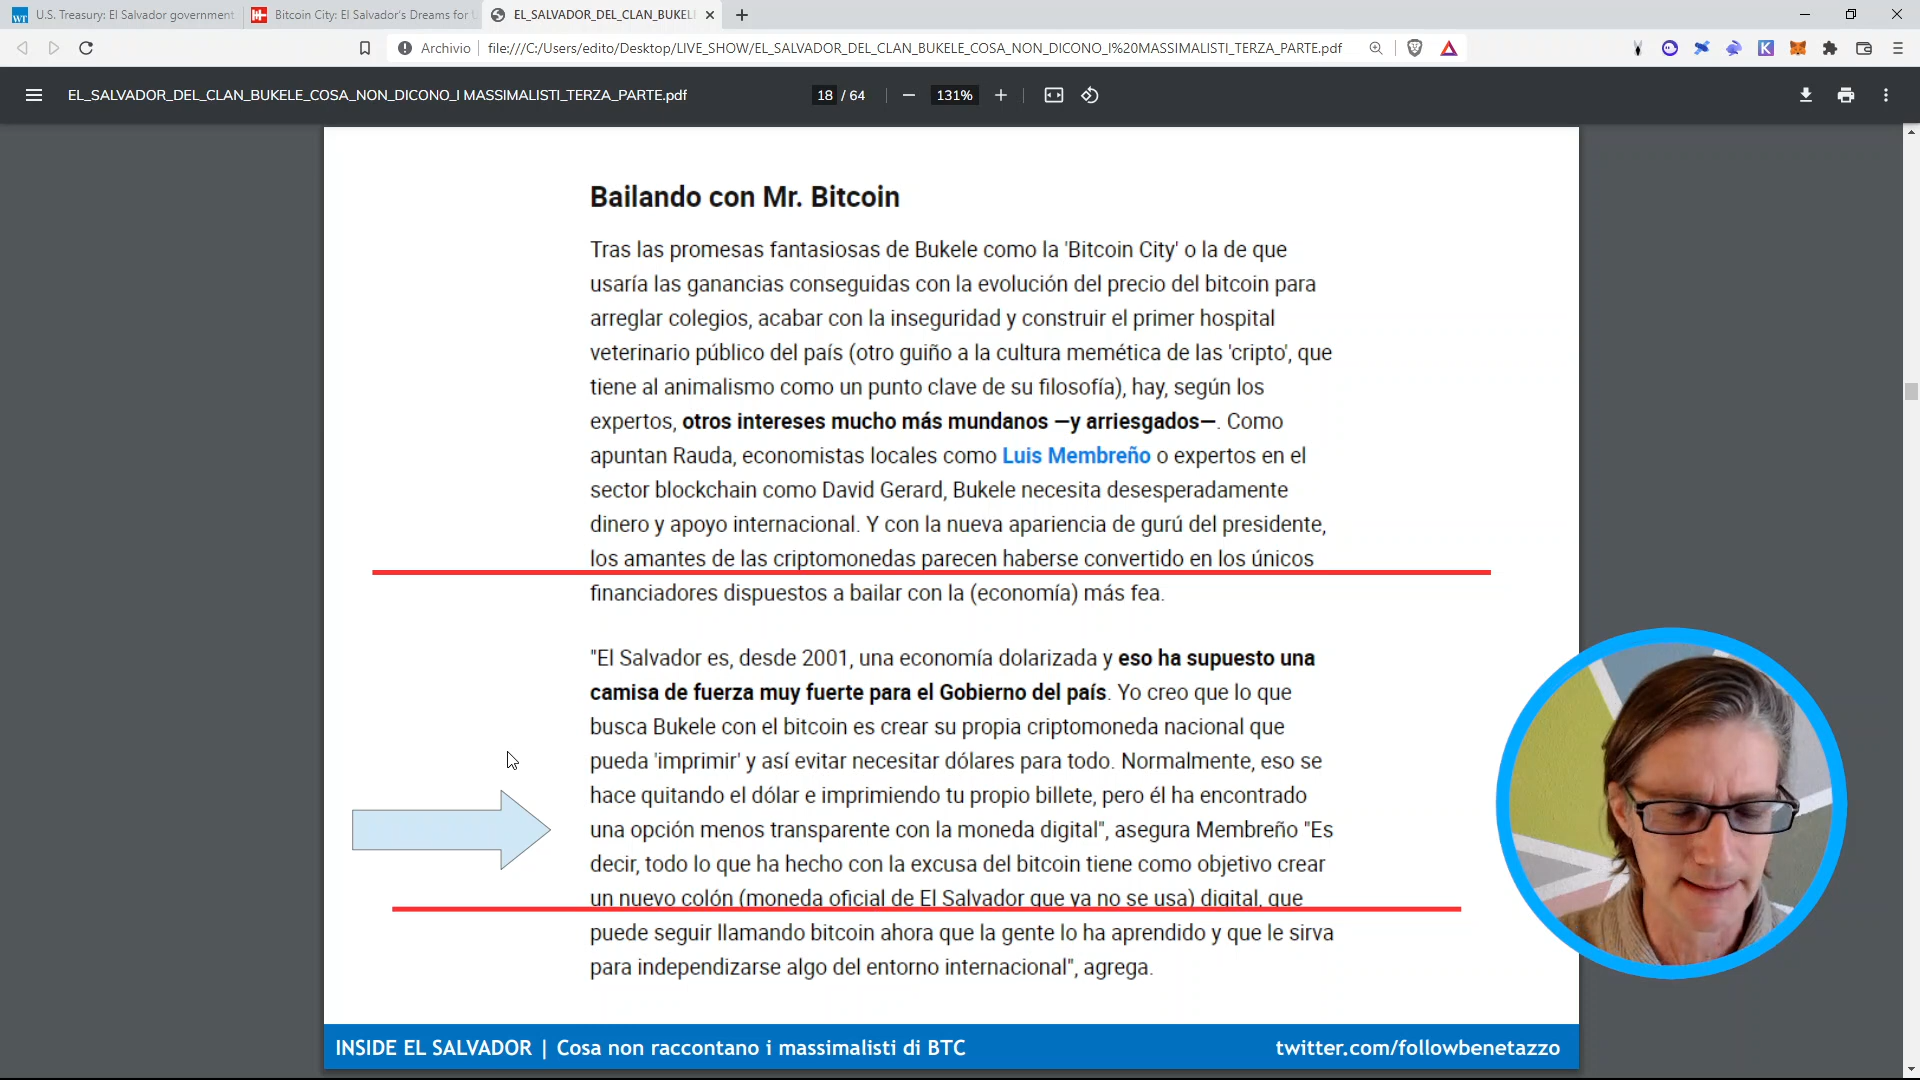 U.S. Treasury: El Salvador government
Bitcoin City: El Salvador's Dreams for
EL_SALVADOR_DEL_CLAN_BUKEL
Archivo
file:///C:/Users/edito/Desktop/LIVE_SHOW/EL_SALVADOR_DEL_CLAN_BUKELE_COSA_NON_DICONO_I%20MASSIMALISTI_TERZA_PARTE.pdf
EL_SALVADOR_DEL_CLAN_BUKELE_COSA_NON_DICONO_I MASSIMALISTI_TERZA_PARTE.pdf
18 / 64
131%
Bailando con Mr. Bitcoin
Tras las promesas fantasiosas de Bukele como la 'Bitcoin City' o la de que
usaría las ganancias conseguidas con la evolución del precio del bitcoin para
arreglar colegios, acabar con la inseguridad y construir el primer hospital
veterinario público del país (otro guiño a la cultura memética de las 'cripto', que
tiene al animalismo como un punto clave de su filosofía), hay, según los
expertos, otros intereses mucho más mundanos —y arriesgados—. Como
apuntan Rauda, economistas locales como Luis Membreño o expertos en el
sector blockchain como David Gerard, Bukele necesita desesperadamente
dinero y apoyo internacional. Y con la nueva apariencia de gurú del presidente,
los amantes de las criptomonedas parecen haberse convertido en los únicos
financiadores dispuestos a bailar con la (economía) más fea.
"El Salvador es, desde 2001, una economía dolarizada y eso ha supuesto una
camisa de fuerza muy fuerte para el Gobierno del país. Yo creo que lo que
busca Bukele con el bitcoin es crear su propia criptomoneda nacional que
pueda 'imprimir' y así evitar necesitar dólares para todo. Normalmente, eso se
hace quitando el dólar e imprimiendo tu propio billete, pero él ha encontrado
una opción menos transparente con la moneda digital", asegura Membreño "Es
decir, todo lo que ha hecho con la excusa del bitcoin tiene como objetivo crear
un nuevo colón (moneda oficial de El Salvador que ya no se usa) digital, que
puede seguir llamando bitcoin ahora que la gente lo ha aprendido y que le sirva
para independizarse algo del entorno internacional", agrega.
INSIDE EL SALVADOR | Cosa non raccontano i massimalisti di BTC
twitter.com/followbenetazzo